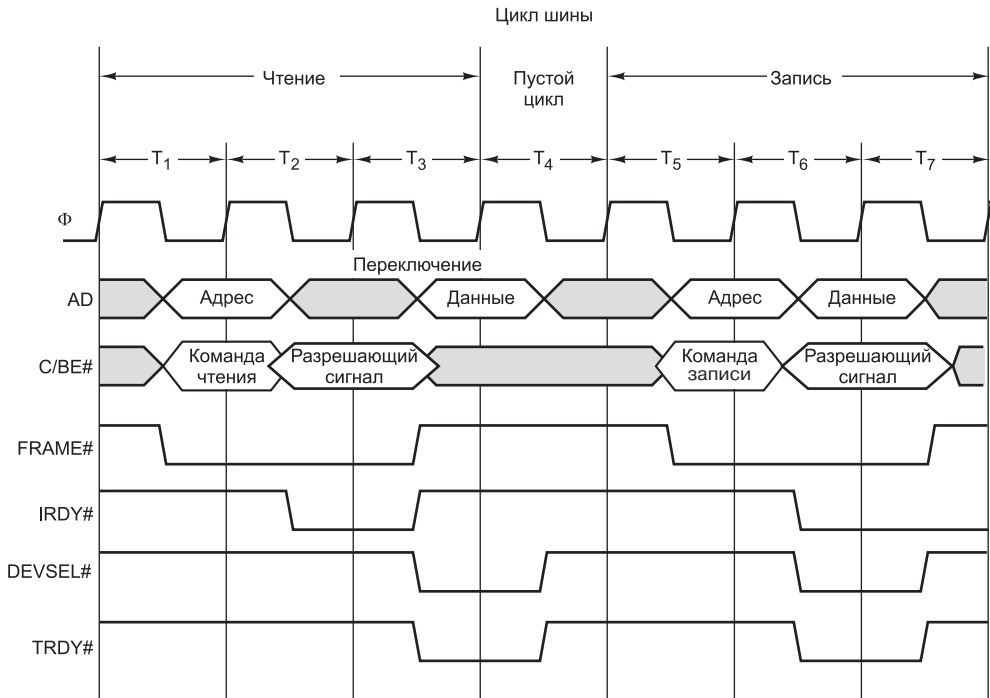 Цикл шины
Чтение
Пустой
цикл
Запись
T1 T2 T3 T4 T5 T6 T7
Φ
Переключение
AD Адрес Данные Адрес Данные
C/BE#
Команда
чтения
Разрешающий
сигнал
Команда
записи
Разрешающий
сигнал
FRAME#
IRDY#
DEVSEL#
TRDY#